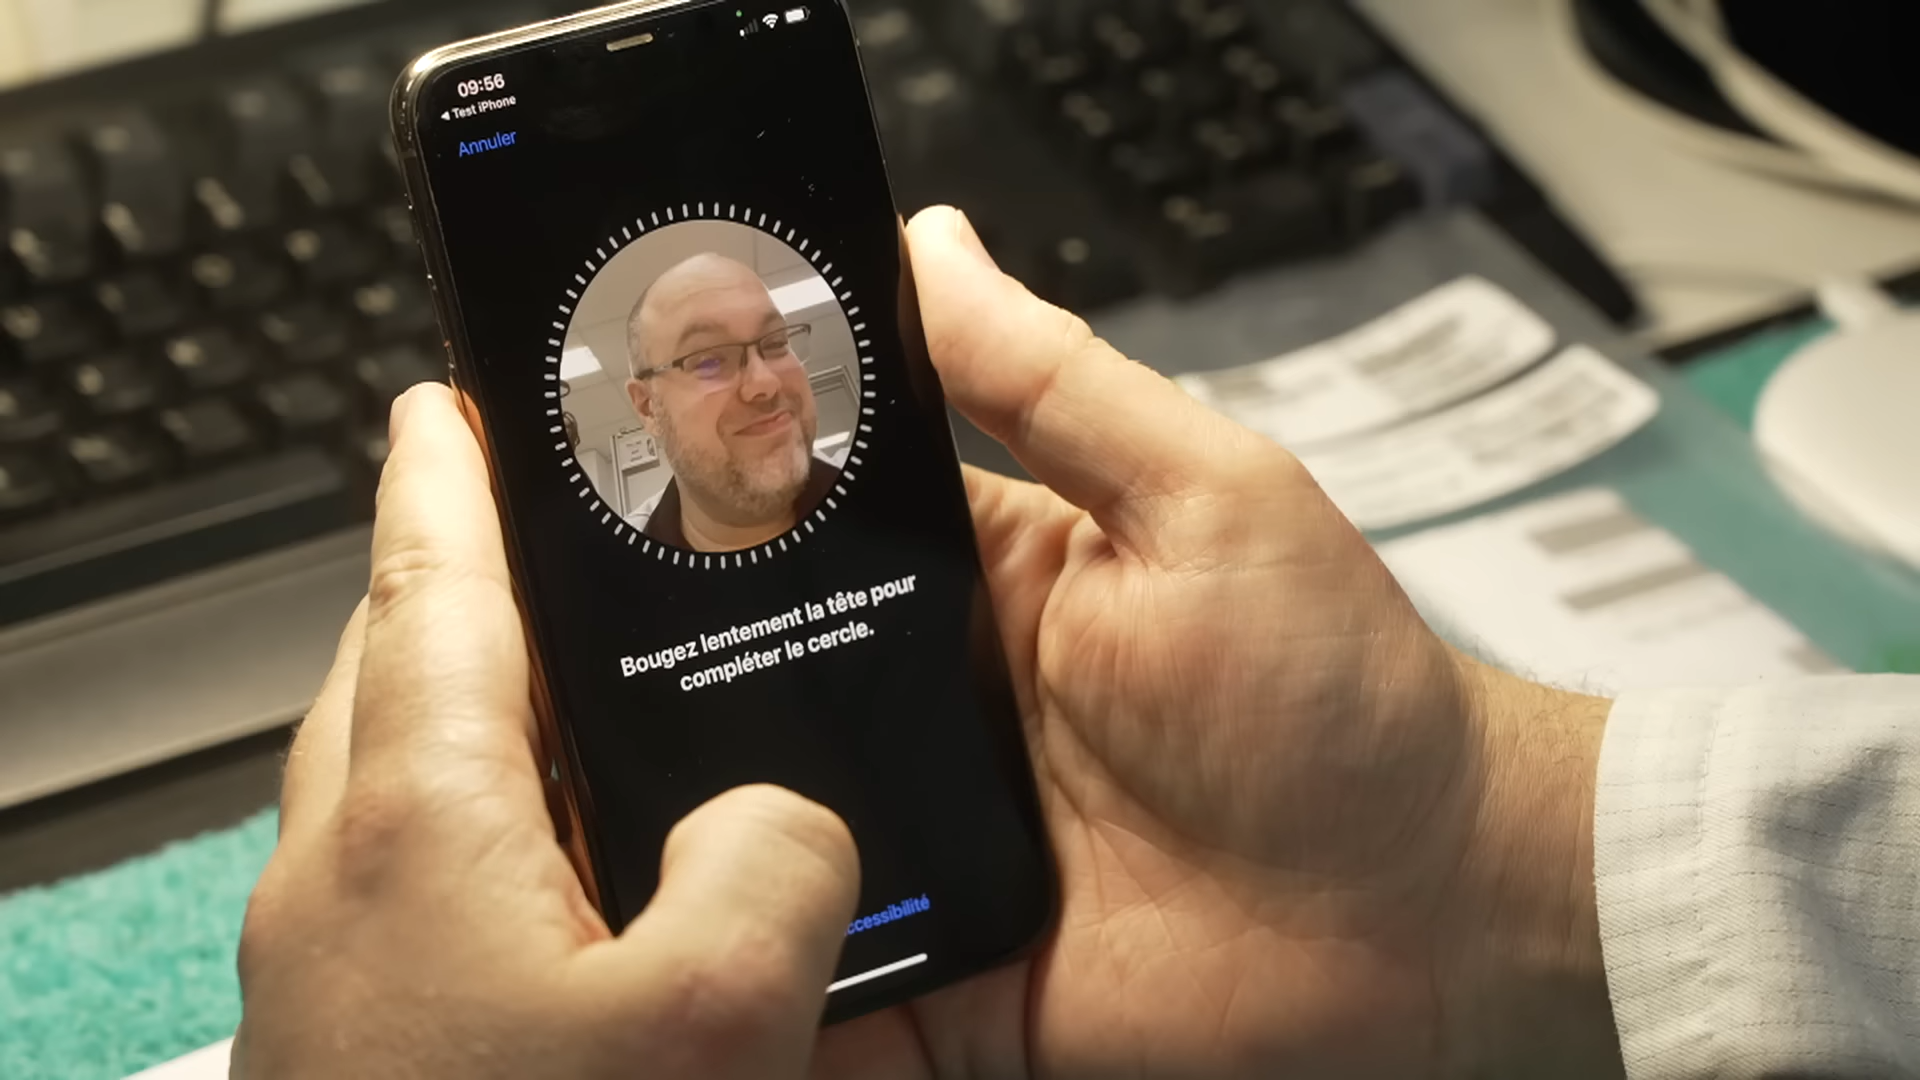 09:56
◀ Test iPhone
Annuler
Bougez lentement la tête pour
compléter le cercle.
ccessibilité